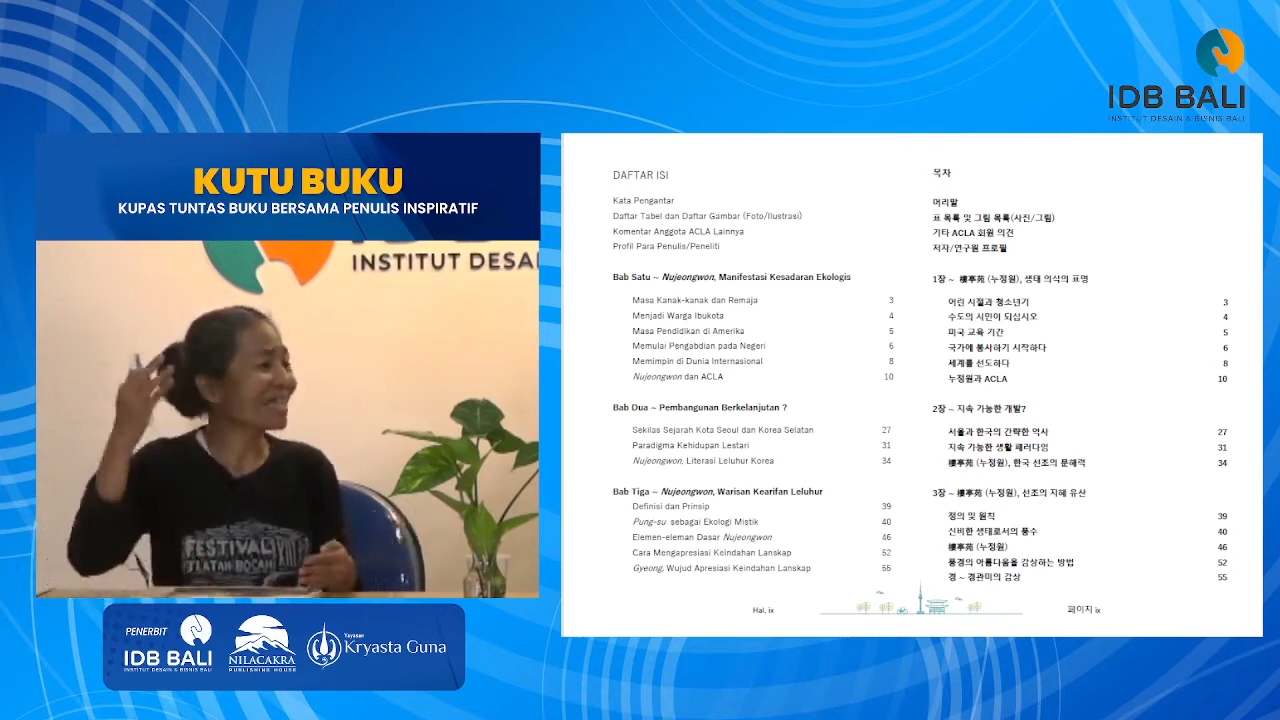 IDB BALI
INSTITUT DESAIN & BISNIS BALI
KUTU BUKU
KUPAS TUNTAS BUKU BERSAMA PENULIS INSPIRATIF
INSTITUT DESAI
FESTIVAL
TLATAH BOCAH
PENERBIT
IDB BALI
INSTITUT DESAIN & BISNIS BALI
NILACAKRA
PUBLISHING HOUSE
Yayasan
Kryasta Guna
DAFTAR ISI
Kata Pengantar
Daftar Tabel dan Daftar Gambar (Foto/Ilustrasi)
Komentar Anggota ACLA Lainnya
Profil Para Penulis/Peneliti
Bab Satu ~ Nujeongwon, Manifestasi Kesadaran Ekologis
Masa Kanak-kanak dan Remaja 3
Menjadi Warga Ibukota 4
Masa Pendidikan di Amerika 5
Memulai Pengabdian pada Negeri 6
Memimpin di Dunia Internasional 8
Nujeongwon dan ACLA 10
Bab Dua ~ Pembangunan Berkelanjutan ?
Sekilas Sejarah Kota Seoul dan Korea Selatan 27
Paradigma Kehidupan Lestari 31
Nujeongwon, Literasi Leluhur Korea 34
Bab Tiga ~ Nujeongwon, Warisan Kearifan Leluhur
Definisi dan Prinsip 39
Pung-su sebagai Ekologi Mistik 40
Elemen-eleman Dasar Nujeongwon 46
Cara Mengapresiasi Keindahan Lanskap 52
Gyeong, Wujud Apresiasi Keindahan Lanskap 55
Hal. ix
목차
머리말
표 목록 및 그림 목록(사진/그림)
기타 ACLA 회원 의견
저자/연구원 프로필
1장 ~ 樓亭苑 (누정원), 생태 의식의 표명
어린 시절과 청소년기 3
수도의 시민이 되십시오 4
미국 교육 기간 5
국가에 봉사하기 시작하다 6
세계를 선도하다 8
누정원과 ACLA 10
2장 ~ 지속 가능한 개발?
서울과 한국의 간략한 역사 27
지속 가능한 생활 패러다임 31
樓亭苑 (누정원), 한국 선조의 문해력 34
3장 ~ 樓亭苑 (누정원), 선조의 지혜 유산
정의 및 원칙 39
신비한 생태로서의 풍수 40
樓亭苑 (누정원) 46
풍경의 아름다움을 감상하는 방법 52
경 ~ 경관미의 감상 55
페이지 ix